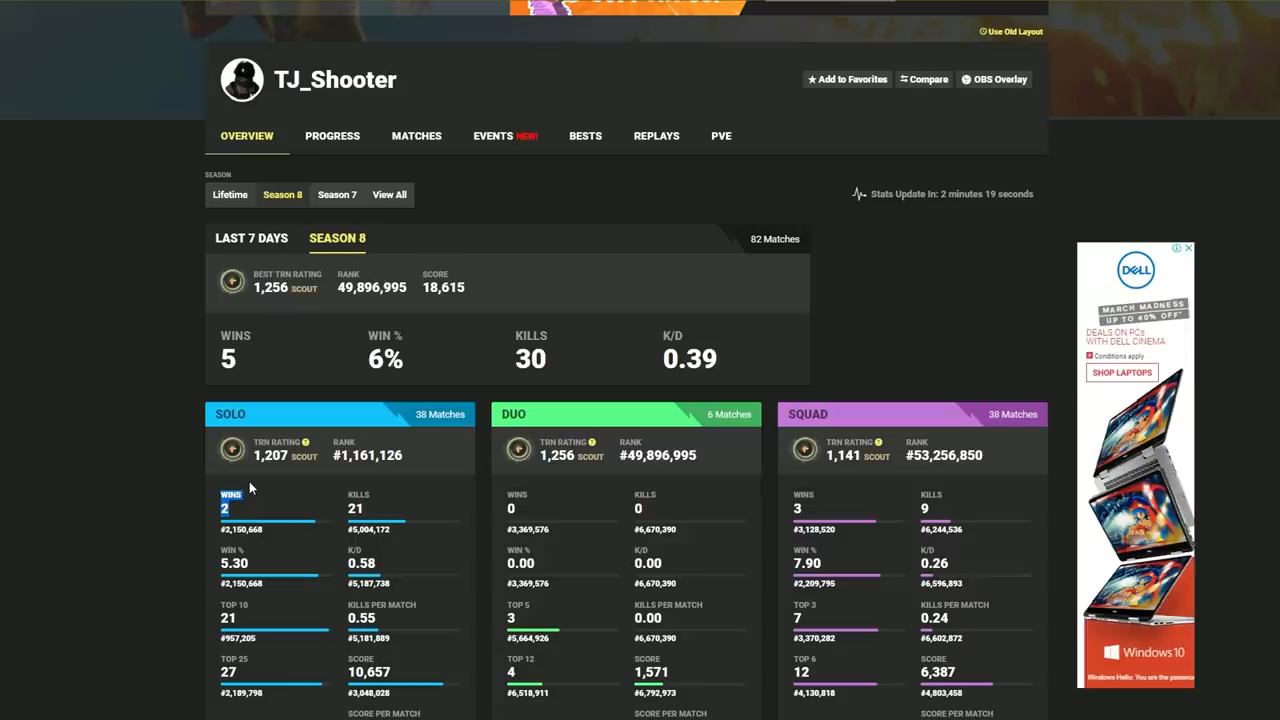 Use Old Layout
TJ_Shooter
Add to Favorites
Compare
OBS Overlay
OVERVIEW
PROGRESS
MATCHES
EVENTS NEW!
BESTS
REPLAYS
PVE
SEASON
Lifetime
Season 8
Season 7
View All
Stats Update In: 2 minutes 19 seconds
LAST 7 DAYS
SEASON 8
82 Matches
BEST TRN RATING
1,256 SCOUT
RANK
49,896,995
SCORE
18,615
WINS
5
WIN %
6%
KILLS
30
K/D
0.39
SOLO
38 Matches
TRN RATING
1,207 SCOUT
RANK
#1,161,126
WINS
2
#2,150,668
KILLS
21
#5,004,172
WIN %
5.30
#2,150,668
K/D
0.58
#5,187,738
TOP 10
21
#957,205
KILLS PER MATCH
0.55
#5,181,889
TOP 25
27
#2,189,798
SCORE
10,657
#3,048,028
SCORE PER MATCH
DUO
6 Matches
TRN RATING
1,256 SCOUT
RANK
#49,896,995
WINS
0
#3,369,576
KILLS
0
#6,670,390
WIN %
0.00
#3,369,576
K/D
0.00
#6,670,390
TOP 5
3
#5,664,926
KILLS PER MATCH
0.00
#6,670,390
TOP 12
4
#6,518,911
SCORE
1,571
#6,792,973
SCORE PER MATCH
SQUAD
38 Matches
TRN RATING
1,141 SCOUT
RANK
#53,256,850
WINS
3
#3,128,520
KILLS
9
#6,244,536
WIN %
7.90
#2,209,795
K/D
0.26
#6,596,893
TOP 3
7
#3,370,282
KILLS PER MATCH
0.24
#6,602,872
TOP 6
12
#4,130,818
SCORE
6,387
#4,803,458
SCORE PER MATCH
DELL
MARCH MADNESS
UP TO 40% OFF*
DEALS ON PCs
WITH DELL CINEMA
Conditions apply
SHOP LAPTOPS
Windows 10
Windows Hello: You are the passwor